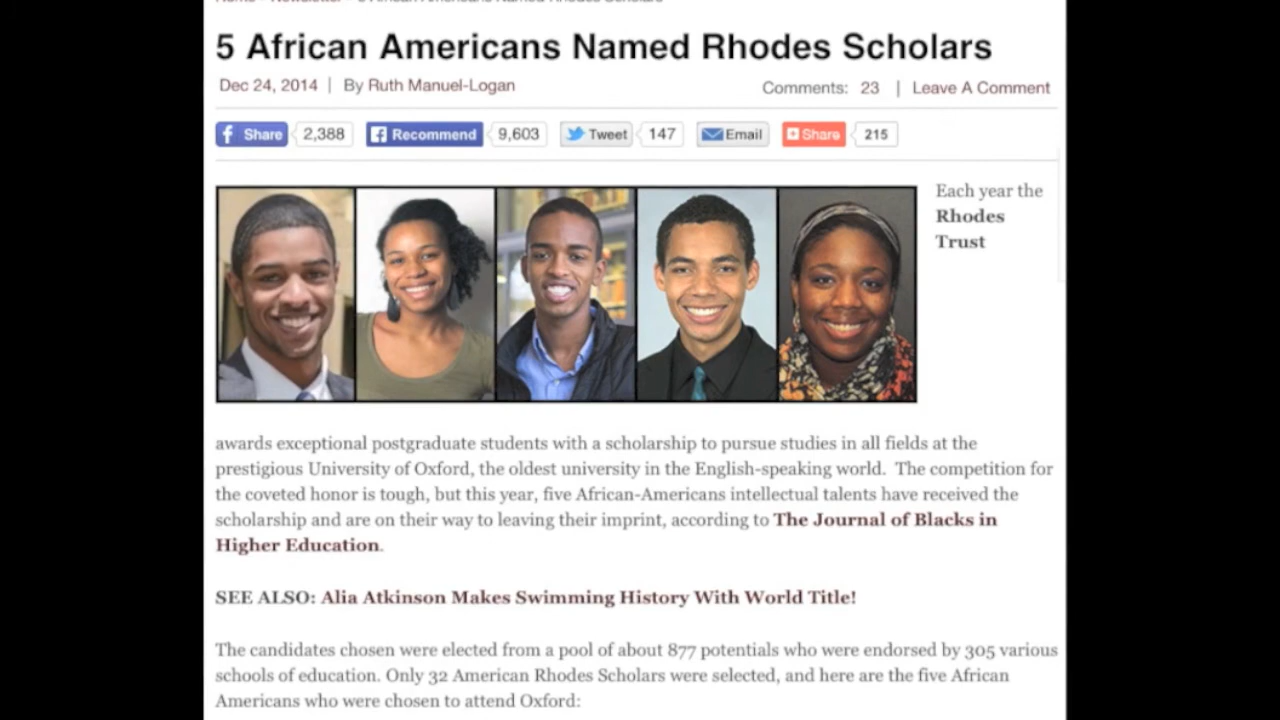 5 African Americans Named Rhodes Scholars
Dec 24, 2014 | By Ruth Manuel-Logan
Comments: 23 | Leave A Comment
Share 2,388 Recommend 9,603 Tweet 147 Email Share 215
Each year the
Rhodes
Trust
awards exceptional postgraduate students with a scholarship to pursue studies in all fields at the
prestigious University of Oxford, the oldest university in the English-speaking world. The competition for
the coveted honor is tough, but this year, five African-Americans intellectual talents have received the
scholarship and are on their way to leaving their imprint, according to The Journal of Blacks in
Higher Education.
SEE ALSO: Alia Atkinson Makes Swimming History With World Title!
The candidates chosen were elected from a pool of about 877 potentials who were endorsed by 305 various
schools of education. Only 32 American Rhodes Scholars were selected, and here are the five African
Americans who were chosen to attend Oxford: